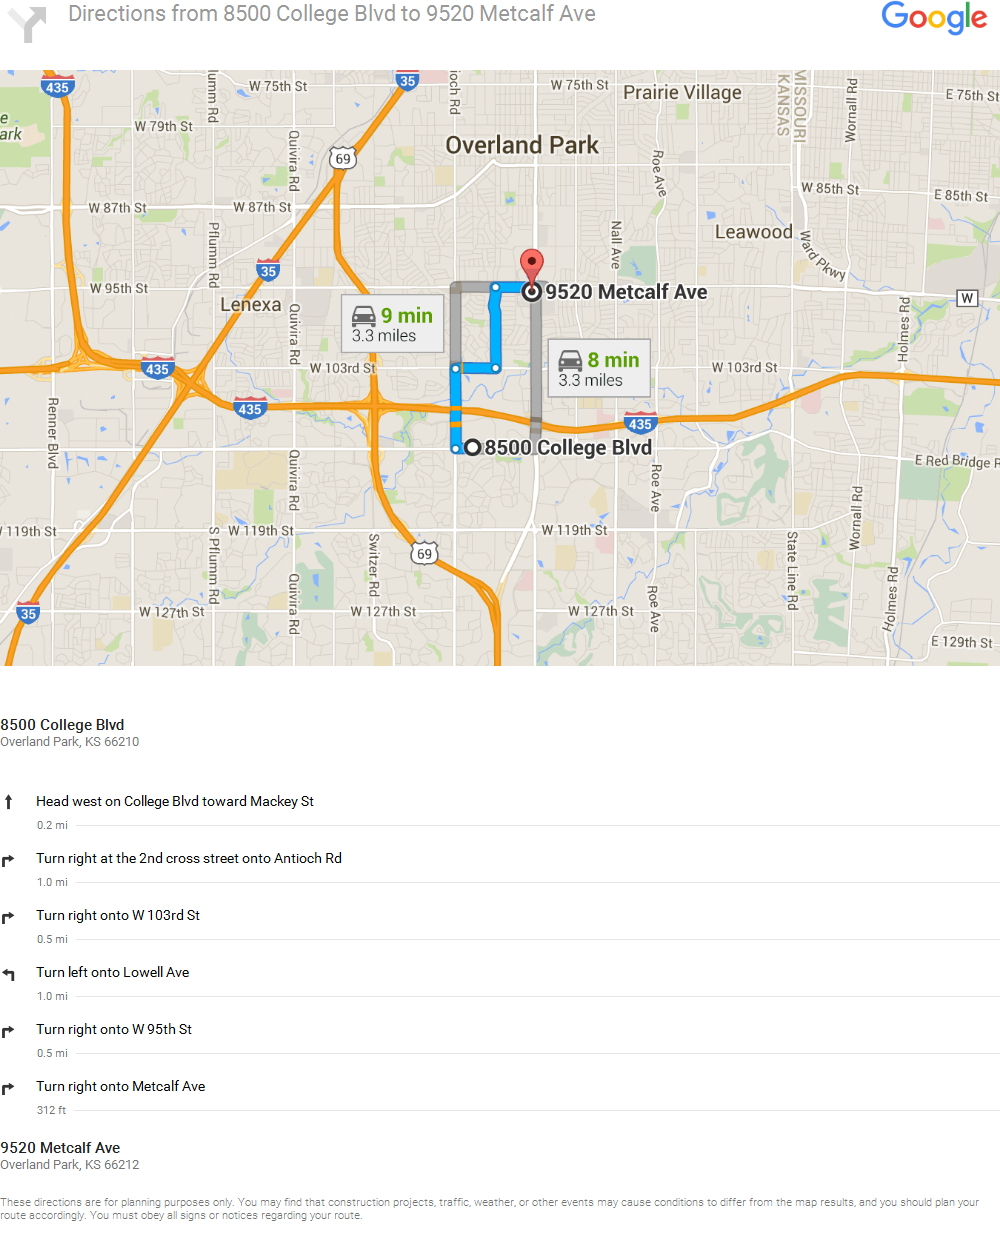 Directions from 8500 College Blvd to 9520 Metcalf Ave
Google
435
35
W 75th St
W 75th St
Prairie Village
MISSOURI
KANSAS
Wornall Rd
E 75th St
W 79th St
Quivira Rd
69
Overland Park
Roe Ave
W 85th St
E 85th St
W 87th St
W 87th St
Pflumm Rd
Nall Ave
Leawood
Ward Pkwy
35
W 95th St
Lenexa
Quivira Rd
9 min
3.3 miles
9520 Metcalf Ave
W
Holmes Rd
8 min
3.3 miles
435
W 103rd St
W 103rd St
435
435
Renner Blvd
8500 College Blvd
Quivira Rd
Roe Ave
E Red Bridge R
Wornall Rd
W 119th St
S Pflumm Rd
W 119th St
Switzer Rd
69
W 119th St
State Line Rd
Quivira Rd
Roe Ave
Holmes Rd
35
W 127th St
W 127th St
W 127th St
E 129th St
8500 College Blvd
Overland Park, KS 66210
Head west on College Blvd toward Mackey St
0.2 mi
Turn right at the 2nd cross street onto Antioch Rd
1.0 mi
Turn right onto W 103rd St
0.5 mi
Turn left onto Lowell Ave
1.0 mi
Turn right onto W 95th St
0.5 mi
Turn right onto Metcalf Ave
312 ft
9520 Metcalf Ave
Overland Park, KS 66212
These directions are for planning purposes only. You may find that construction projects, traffic, weather, or other events may cause conditions to differ from the map results, and you should plan your
route accordingly. You must obey all signs or notices regarding your route.